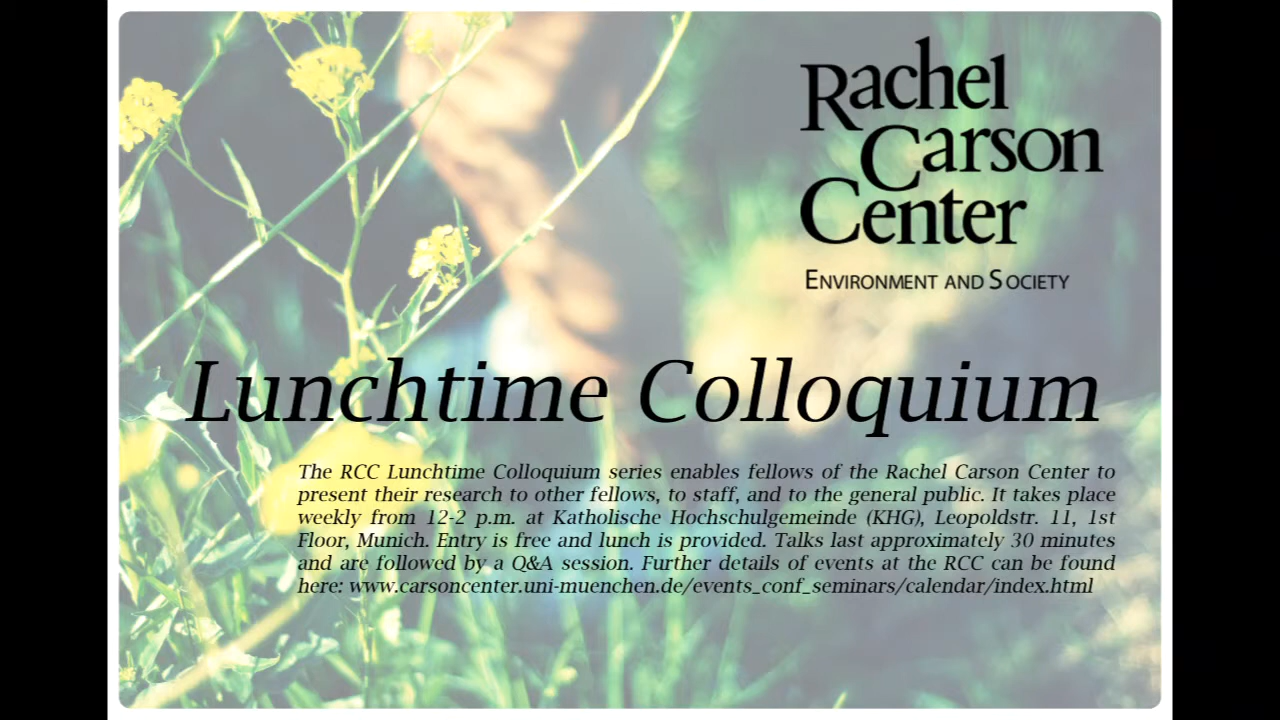 Rachel
Carson
Center
ENVIRONMENT AND SOCIETY
Lunchtime Colloquium
The RCC Lunchtime Colloquium series enables fellows of the Rachel Carson Center to
present their research to other fellows, to staff, and to the general public. It takes place
weekly from 12-2 p.m. at Katholische Hochschulgemeinde (KHG), Leopoldstr. 11, 1st
Floor, Munich. Entry is free and lunch is provided. Talks last approximately 30 minutes
and are followed by a Q&A session. Further details of events at the RCC can be found
here: www.carsoncenter.uni-muenchen.de/events_conf_seminars/calendar/index.html